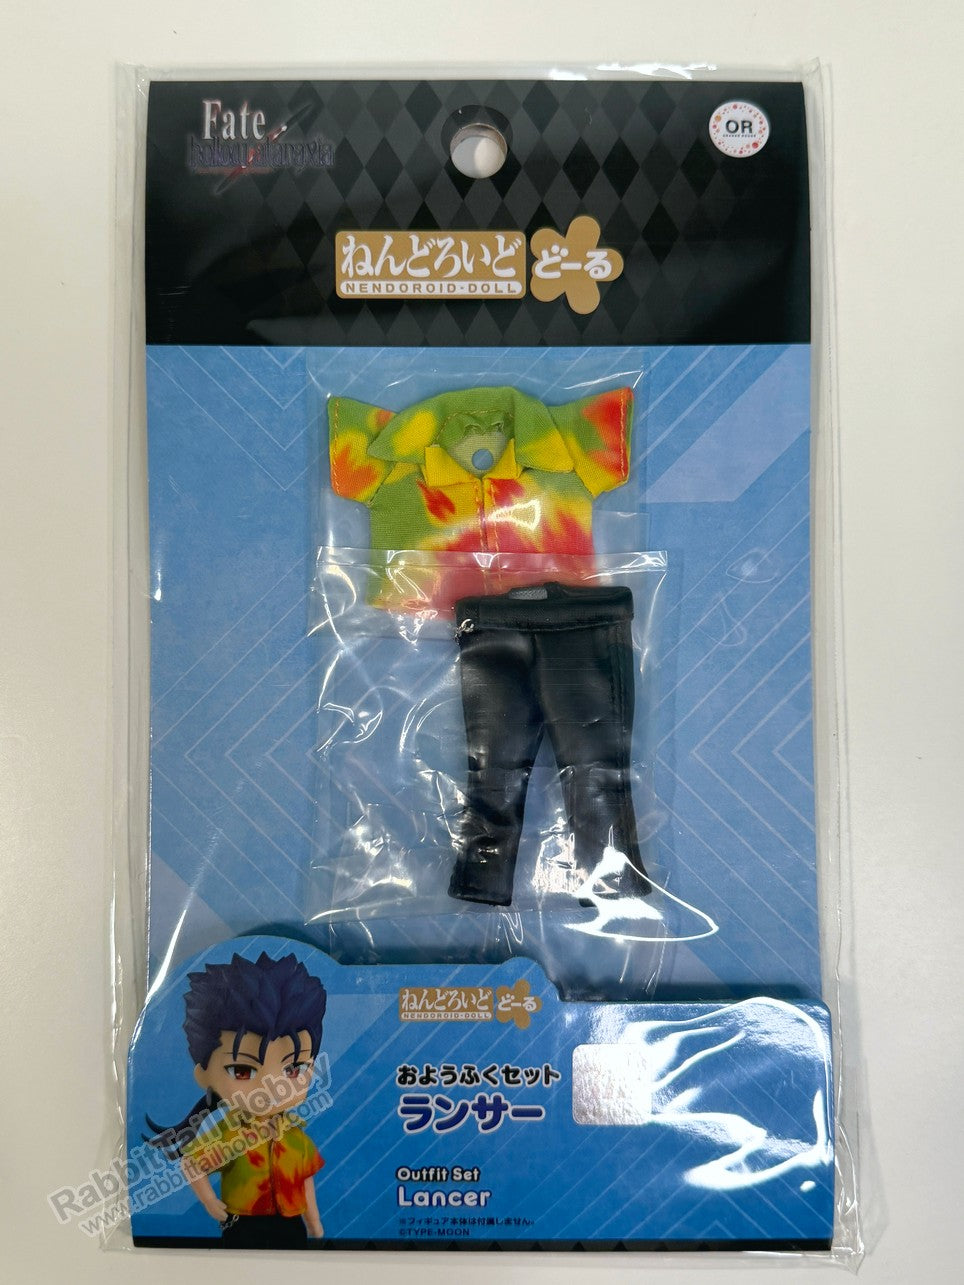 Fate
hollow ataraxia
OR
ORANGE ROUGE
ねんどろいど
どーる
NENDOROID·DOLL
ねんどろいど
どーる
NENDOROID·DOLL
おようふくセット
ランサー
Outfit Set
Lancer
※フィギュア本体は付属しません。
©TYPE-MOON
RabbitTailHobby
www.rabbittailhobby.com